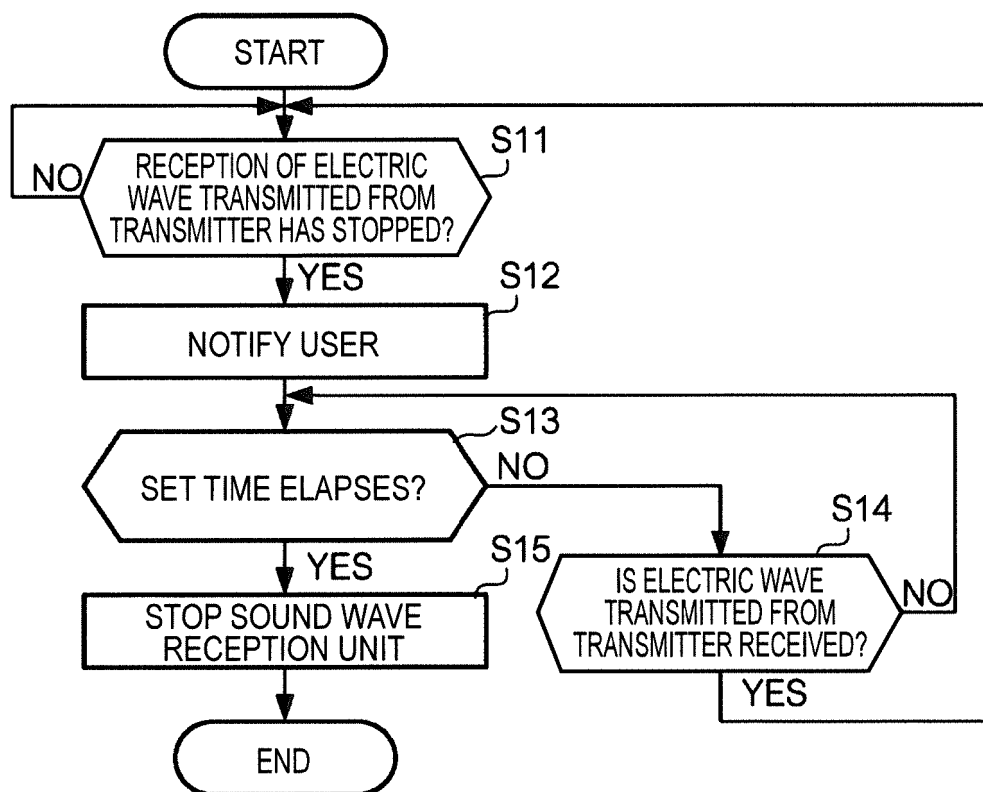 START
S11
RECEPTION OF ELECTRIC
WAVE TRANSMITTED FROM
TRANSMITTER HAS STOPPED?
NO
YES
S12
NOTIFY USER
S13
SET TIME ELAPSES?
NO
YES
S14
IS ELECTRIC WAVE
TRANSMITTED FROM
TRANSMITTER RECEIVED?
NO
YES
S15
STOP SOUND WAVE
RECEPTION UNIT
END